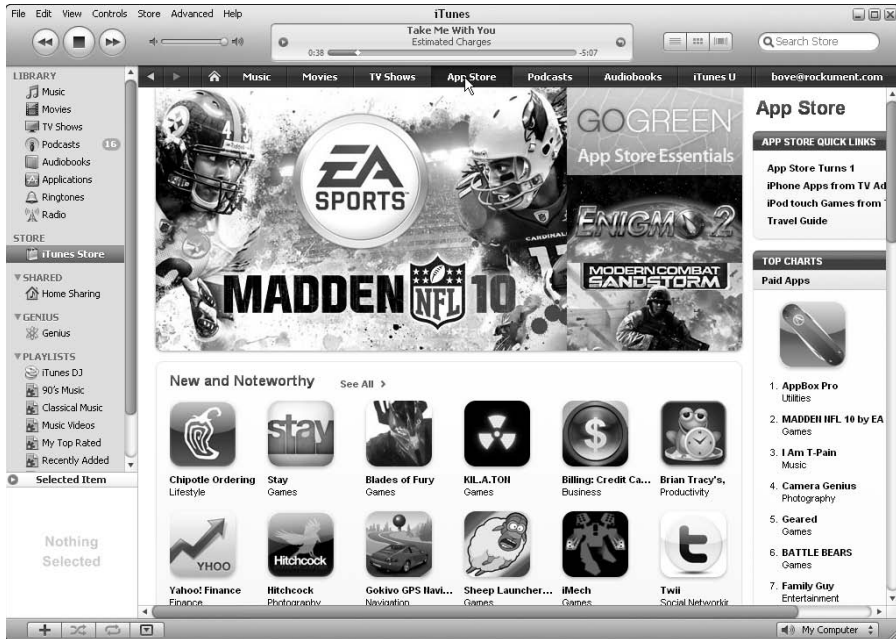 File Edit View Controls Store Advanced Help
iTunes
Take Me With You
Estimated Charges
0:38
-5:07
Search Store
LIBRARY
Music
Movies
TV Shows
Podcasts 16
Audiobooks
Applications
Ringtones
Radio
STORE
iTunes Store
SHARED
Home Sharing
GENIUS
Genius
PLAYLISTS
iTunes DJ
90's Music
Classical Music
Music Videos
My Top Rated
Recently Added
Selected Item
Nothing
Selected
Music Movies TV Shows App Store Podcasts Audiobooks iTunes U bove@rockument.com
EA
SPORTS
CARDINALS
MADDEN NFL 10
GOGREEN
App Store Essentials
ENIGMO 2
MODERN COMBAT
SANDSTORM
New and Noteworthy See All >
stay
$
Chipotle Ordering Stay Blades of Fury KIL.A.TON Billing: Credit Ca... Brian Tracy's,
Lifestyle Games Games Games Business Productivity
YHOO
Hitchcock
t
Yahoo! Finance Hitchcock Gokivo GPS Navi... Sheep Launcher... iMech Twii
Finance Photography Navigation Games Games Social Networkin
App Store
APP STORE QUICK LINKS
App Store Turns 1
iPhone Apps from TV Ad
iPod touch Games from T
Travel Guide
TOP CHARTS
Paid Apps
1. AppBox Pro
Utilities
2. MADDEN NFL 10 by EA
Games
3. I Am T-Pain
Music
4. Camera Genius
Photography
5. Geared
Games
6. BATTLE BEARS
Games
7. Family Guy
Entertainment
My Computer